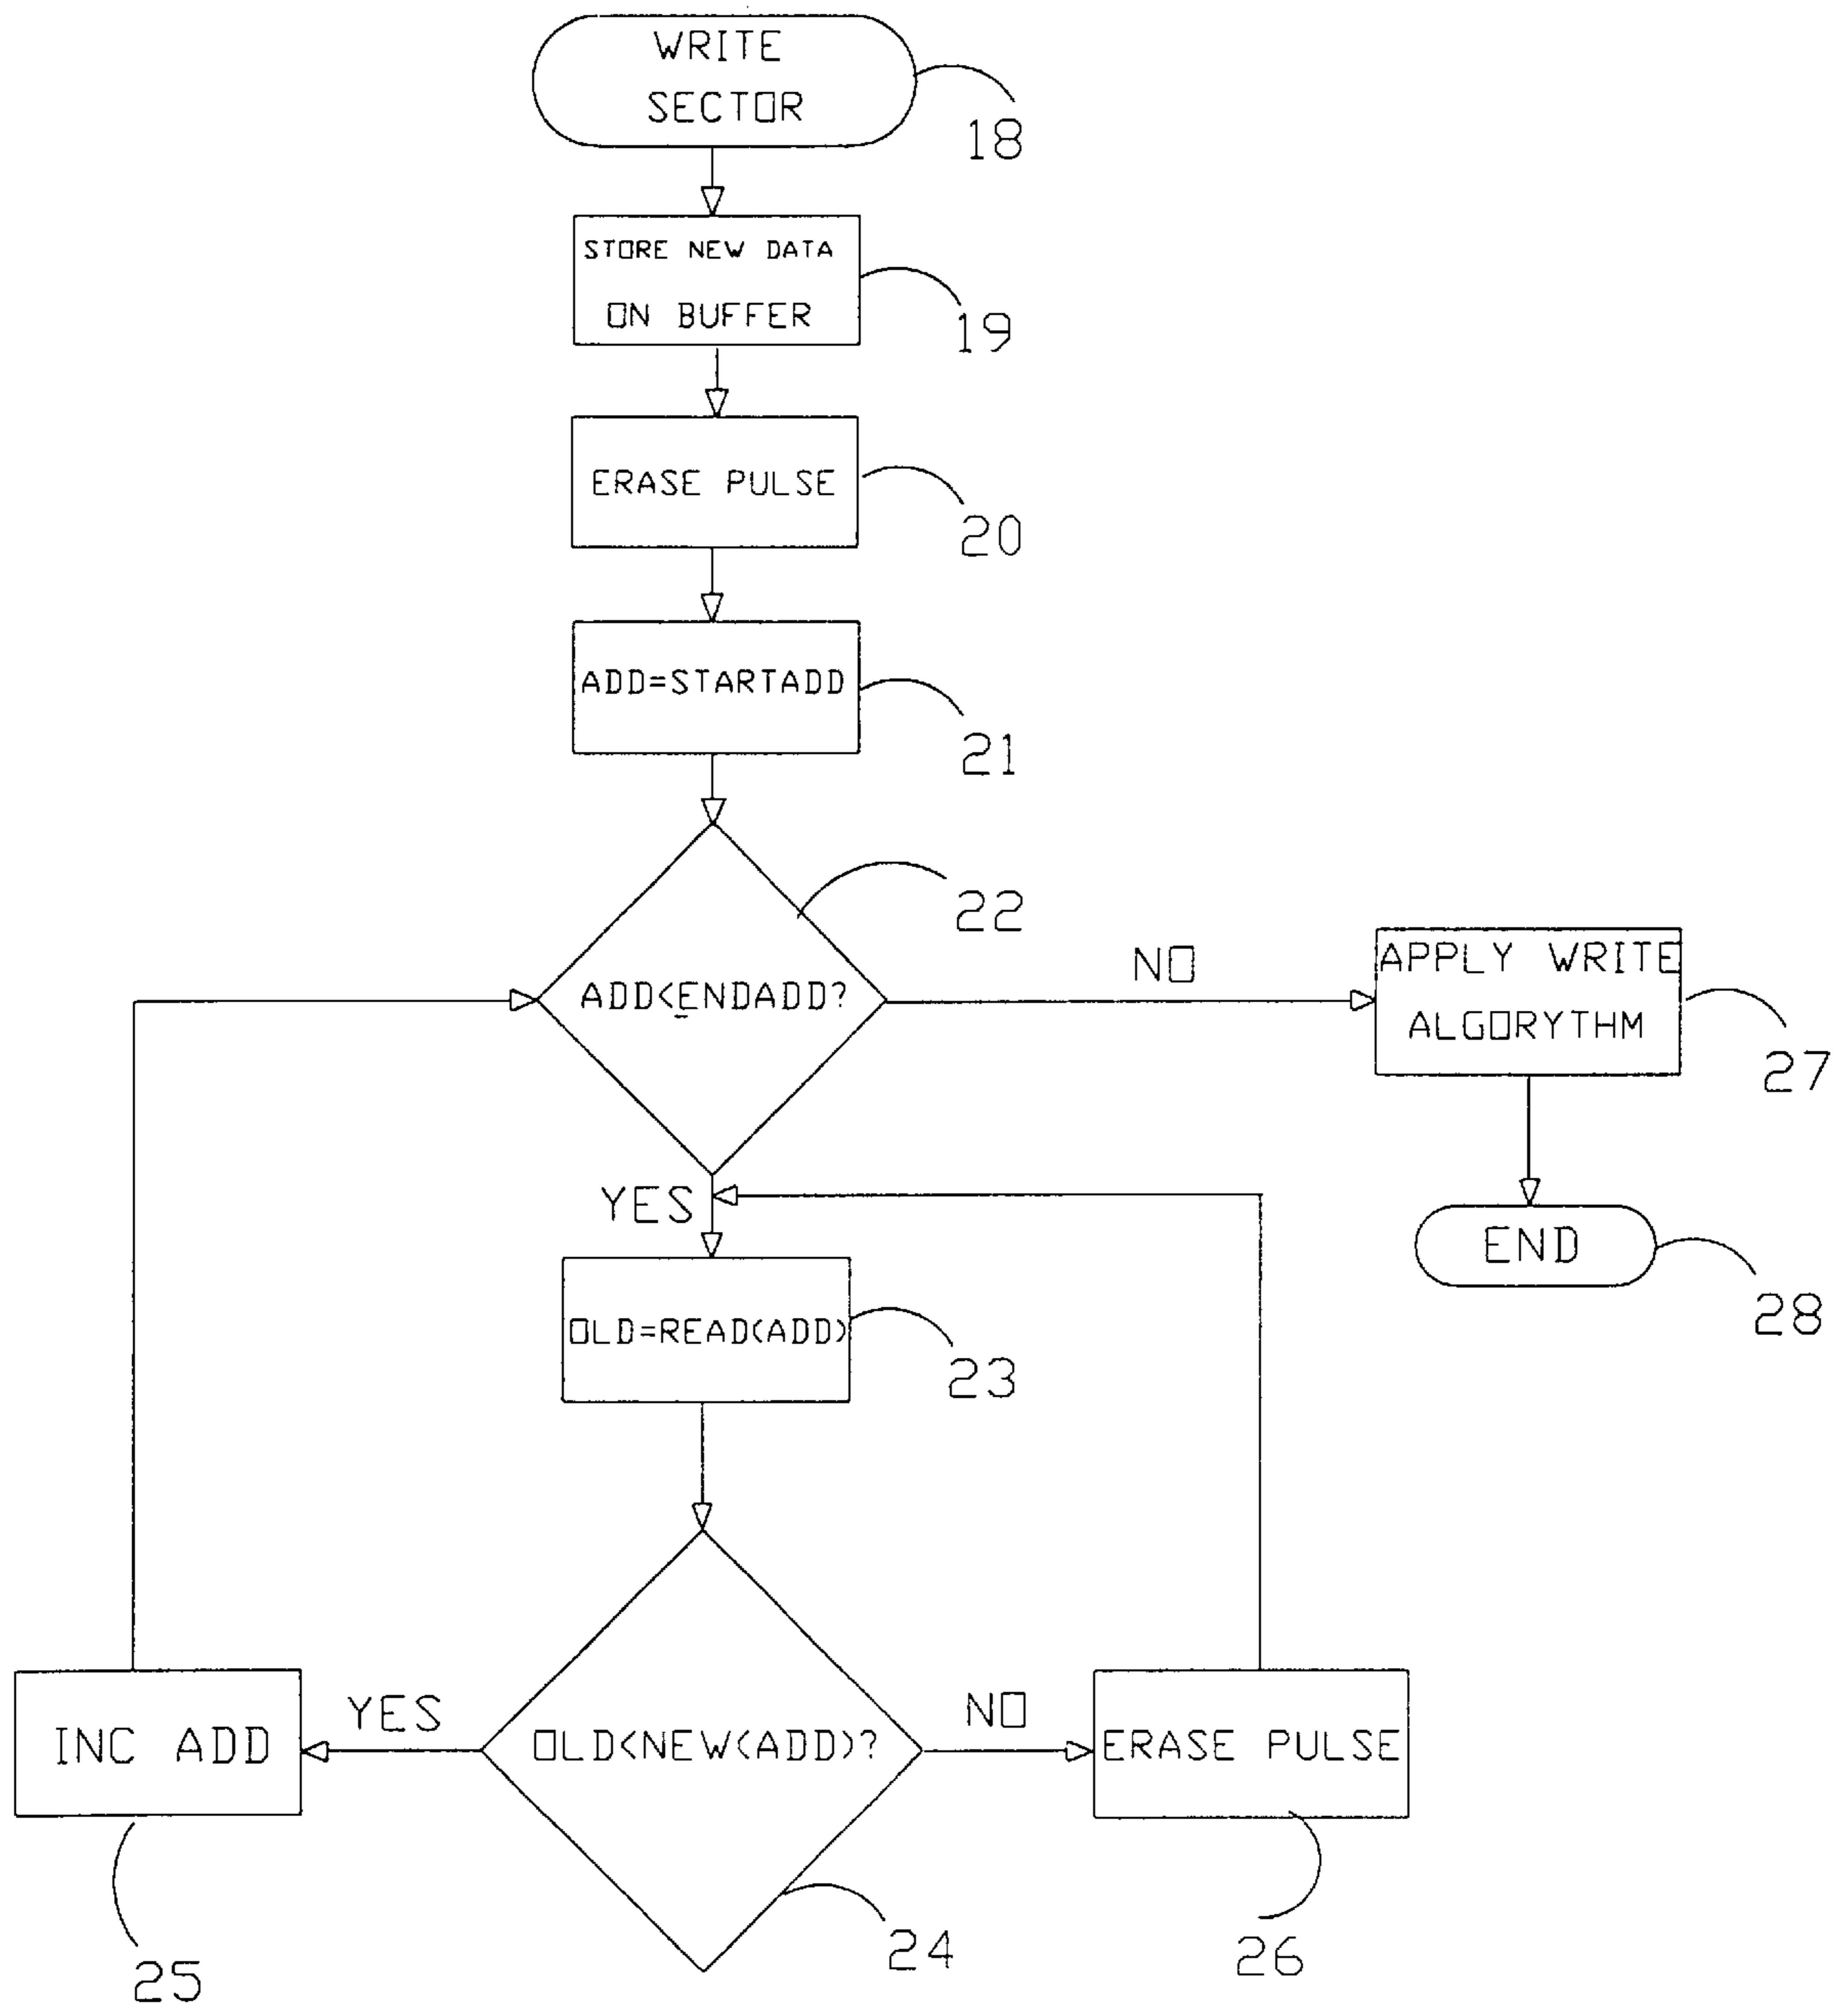 WRITE
SECTOR
18
STORE NEW DATA
ON BUFFER
19
ERASE PULSE
20
ADD=STARTADD
21
22
ADD<ENDADD?
NO
APPLY WRITE
ALGORYTHM
27
YES
END
28
OLD=READ(ADD)
23
INC ADD
YES
OLD<NEW(ADD)?
NO
ERASE PULSE
24
25
26